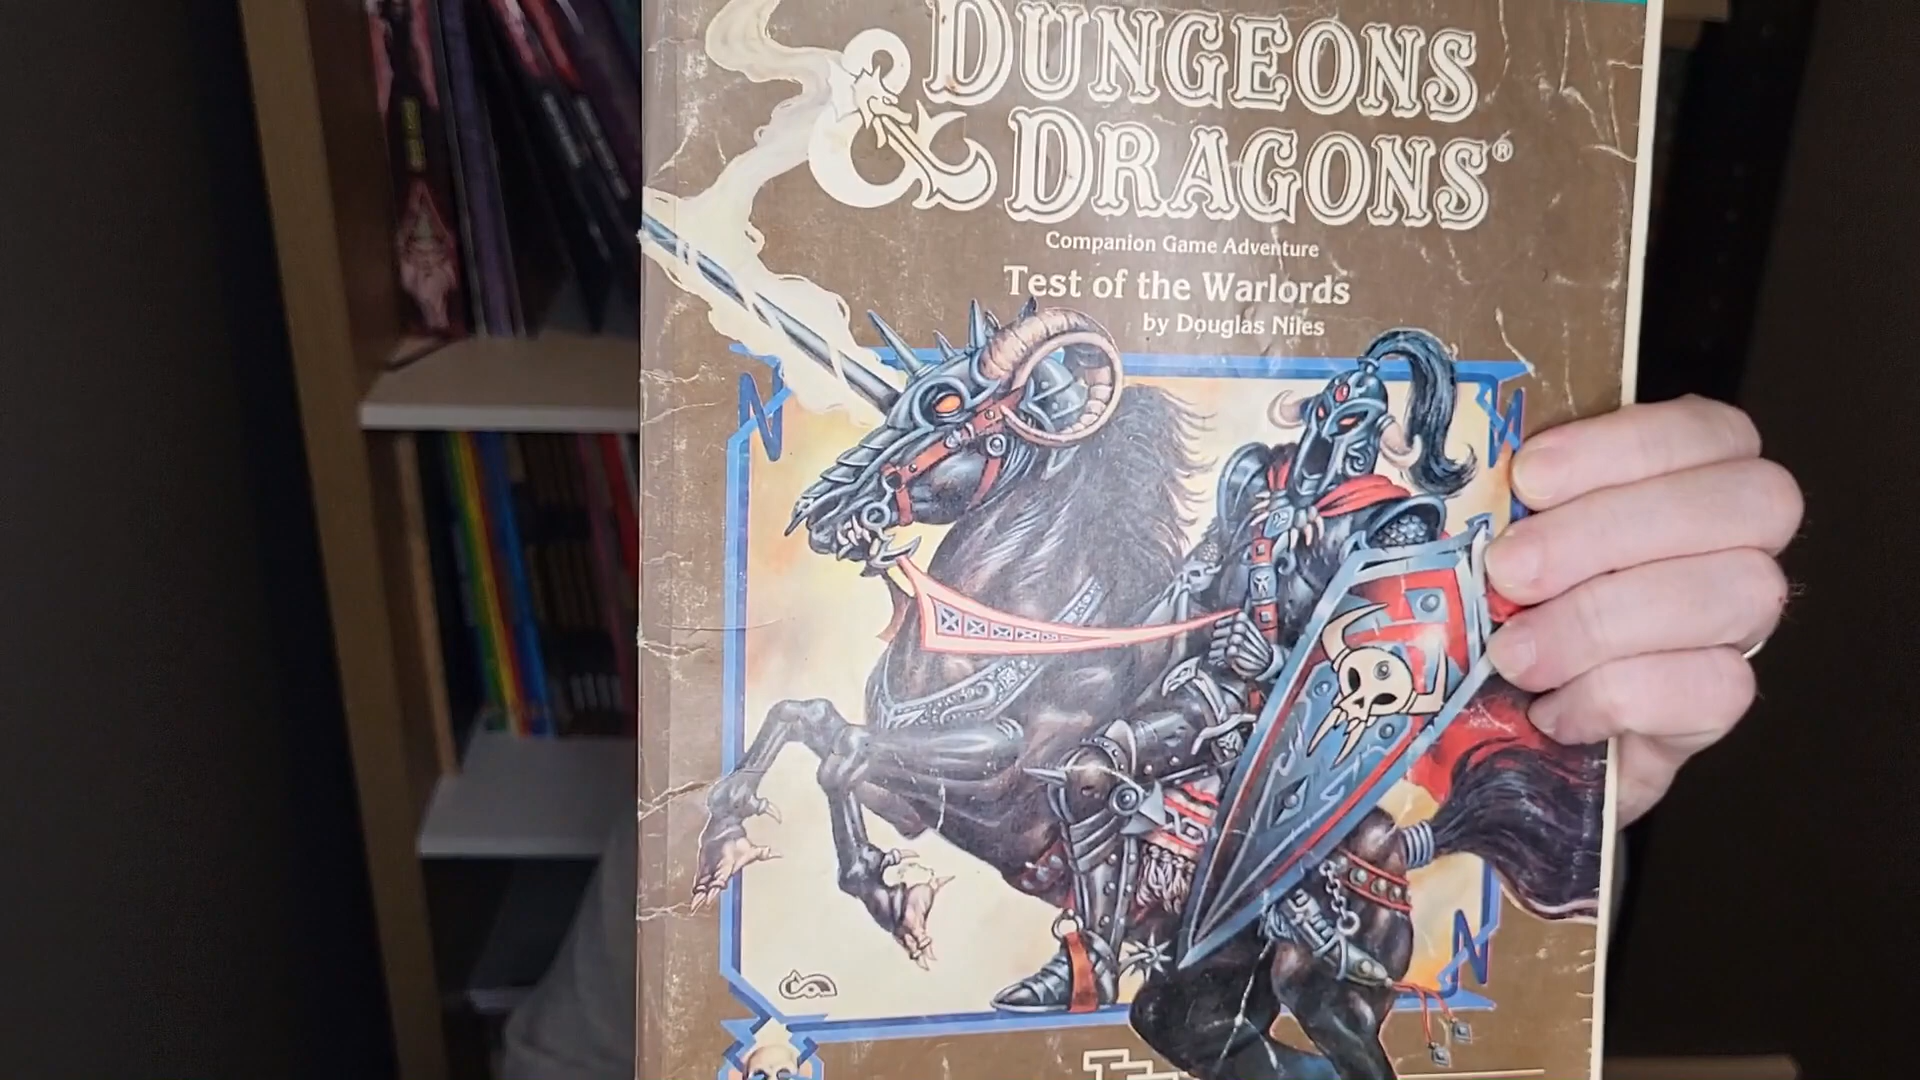 DUNGEONS
& DRAGONS®
Companion Game Adventure
Test of the Warlords
by Douglas Niles